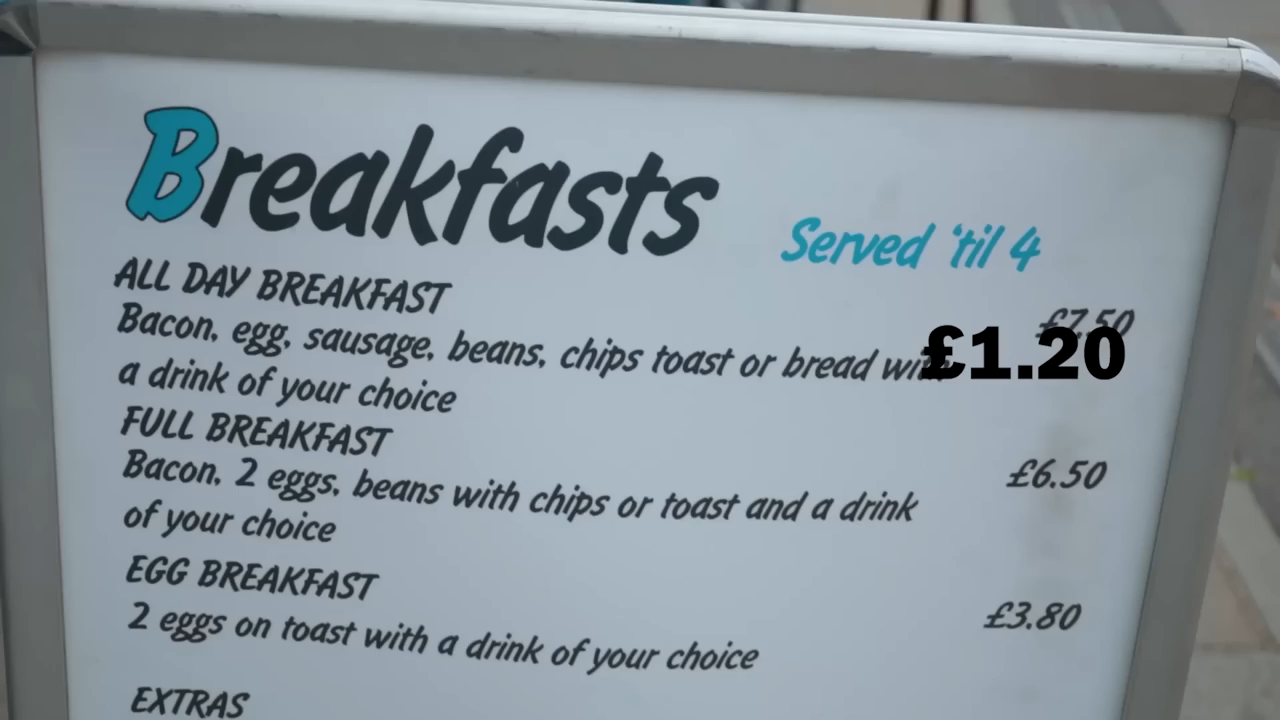 Breakfasts
Served 'til 4
ALL DAY BREAKFAST
£7.50
Bacon, egg, sausage, beans, chips toast or bread with
£1.20
a drink of your choice
FULL BREAKFAST
£6.50
Bacon, 2 eggs, beans with chips or toast and a drink
of your choice
EGG BREAKFAST
£3.80
2 eggs on toast with a drink of your choice
EXTRAS